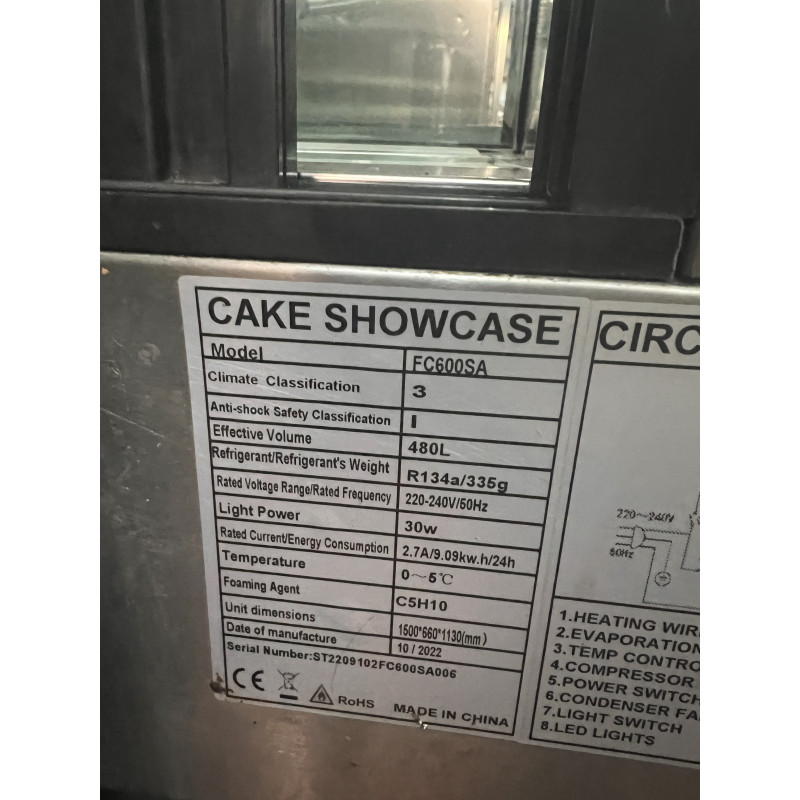 CAKE SHOWCASE
Model FC600SA
Climate Classification 3
Anti-shock Safety Classification I
Effective Volume 480L
Refrigerant/Refrigerant's Weight R134a/335g
Rated Voltage Range/Rated Frequency 220-240V/50Hz
Light Power 30w
Rated Current/Energy Consumption 2.7A/9.09kw.h/24h
Temperature 0~5℃
Foaming Agent C5H10
Unit dimensions 1500*660*1130(mm)
Date of manufacture 10/2022
Serial Number:ST2209102FC600SA006
CE RoHS MADE IN CHINA
CIRC
220~240V
50Hz
1.HEATING WIR
2.EVAPORATION
3.TEMP CONTRO
4.COMPRESSOR
5.POWER SWITCH
6.CONDENSER FA
7.LIGHT SWITCH
8.LED LIGHTS